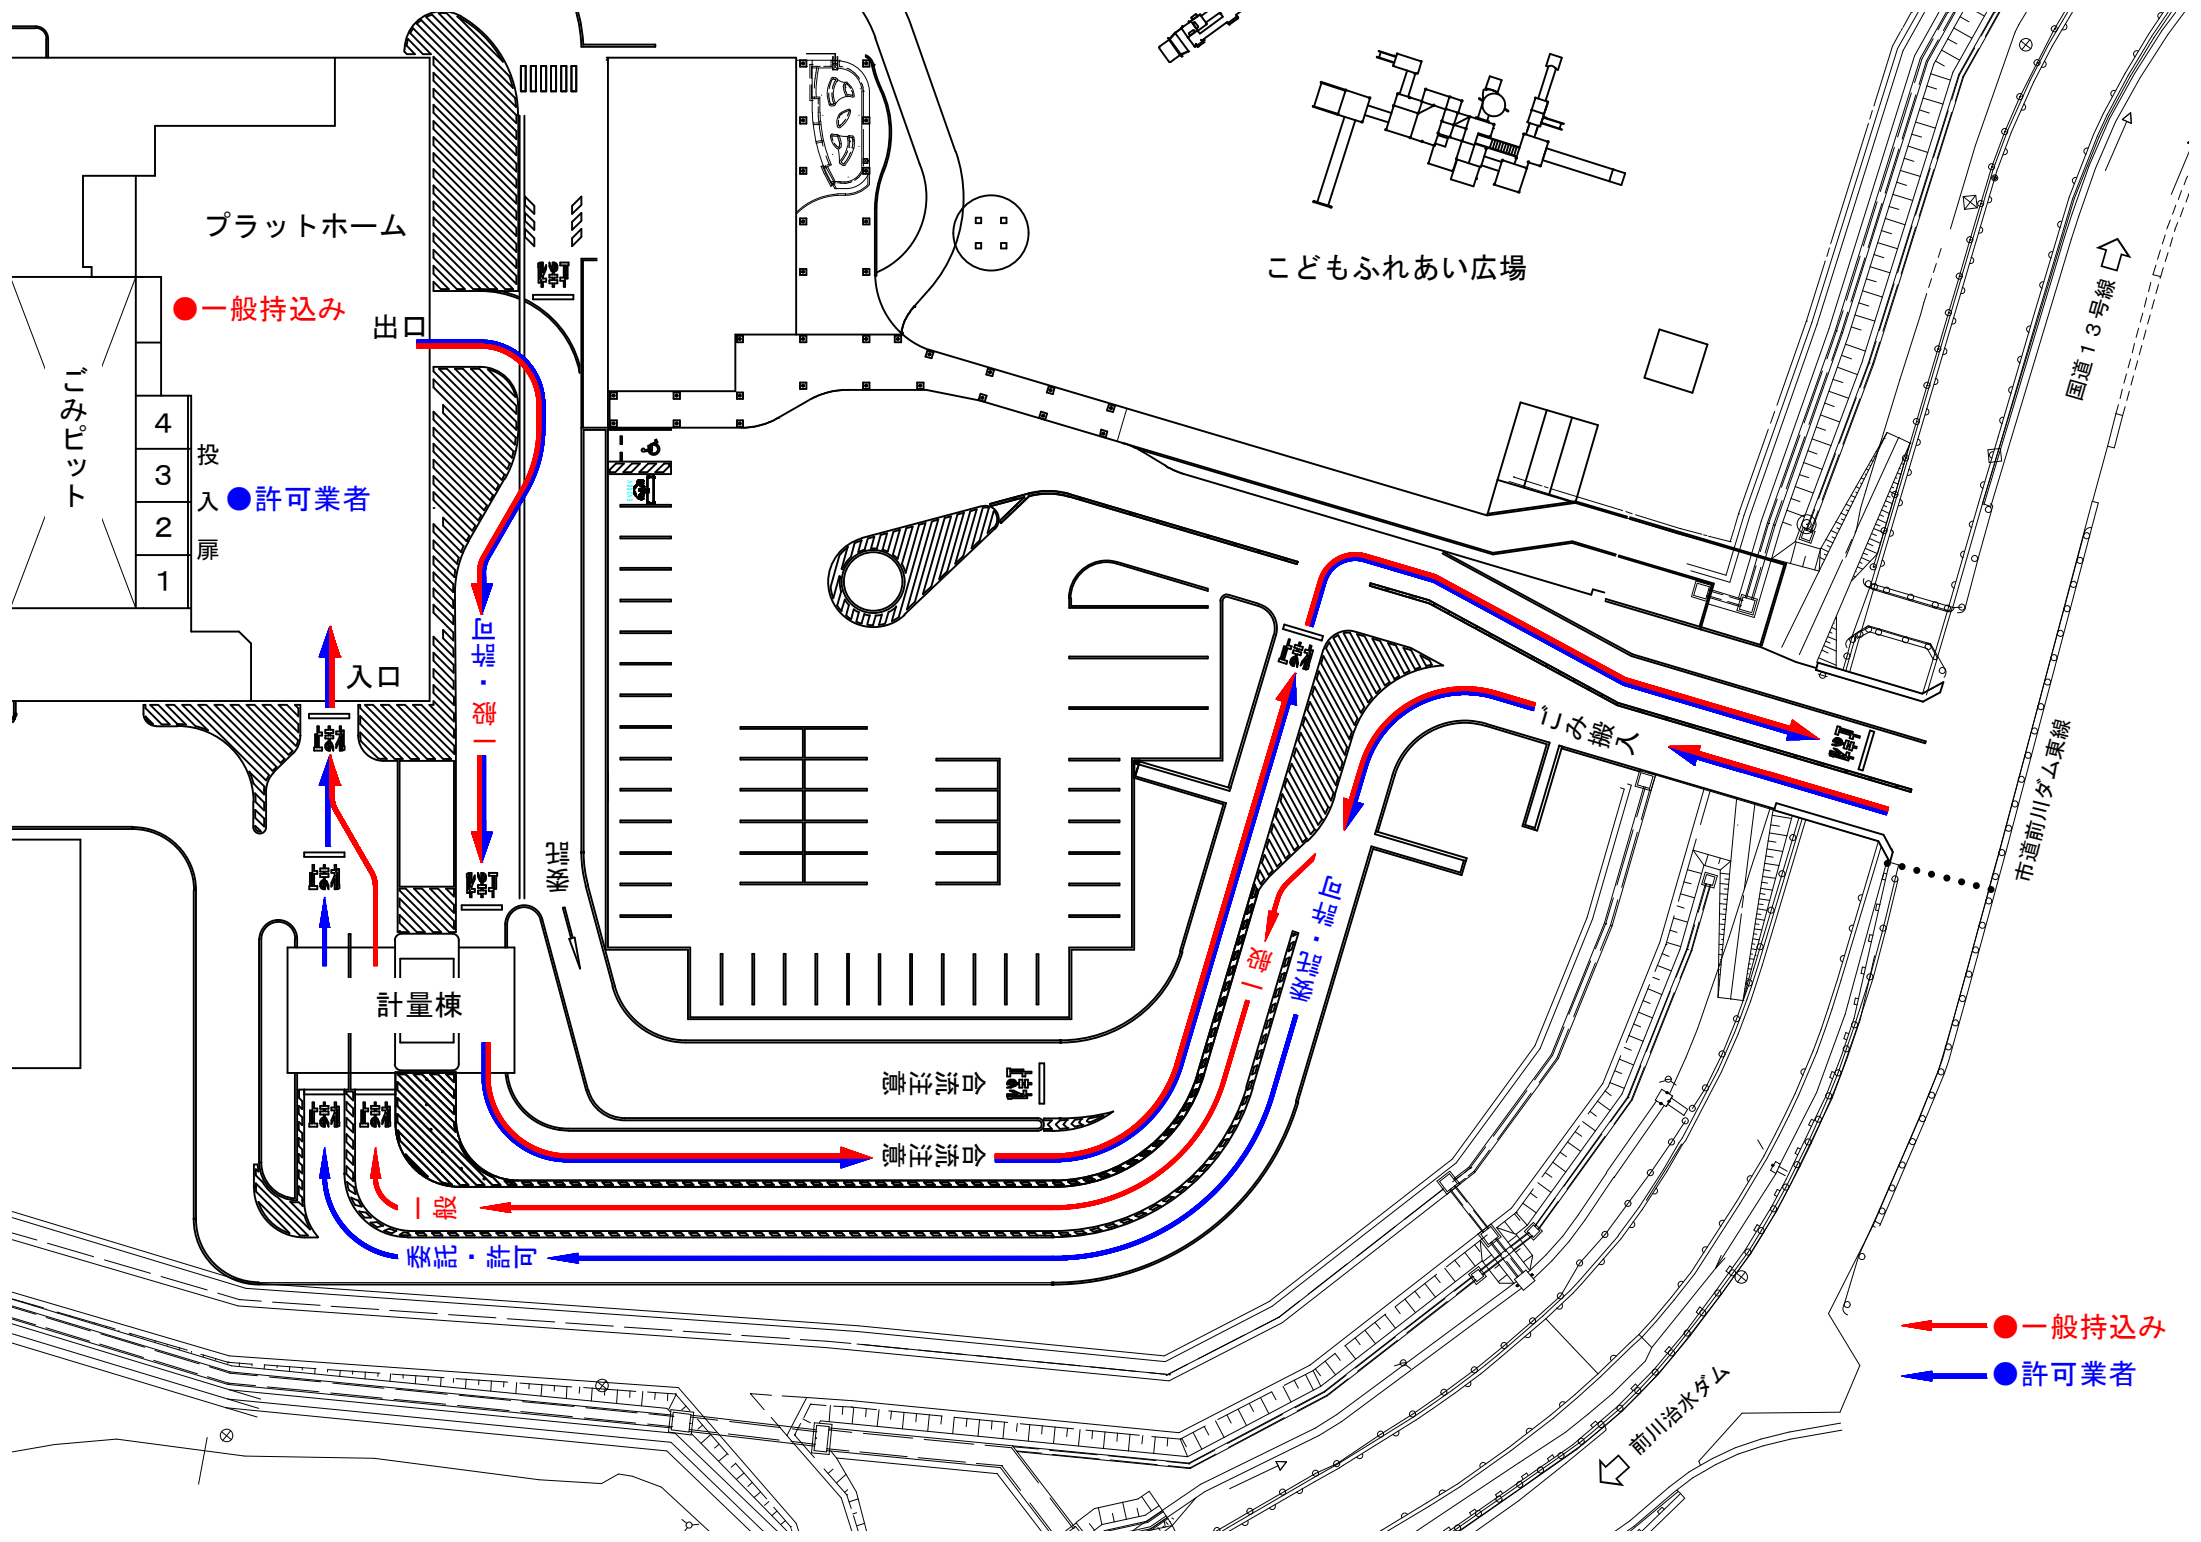 プラットホーム
こどもふれあい広場
●一般持込み
出口
国道13号線
ごみピット
4
3
2
1
投入扉
●許可業者
一般・許可
入口
止まれ
ごみ搬入
市道前川ダム東線
委託
委託・許可
一般
計量棟
合流注意
合流注意
一般
委託・許可
●一般持込み
●許可業者
前川治水ダム